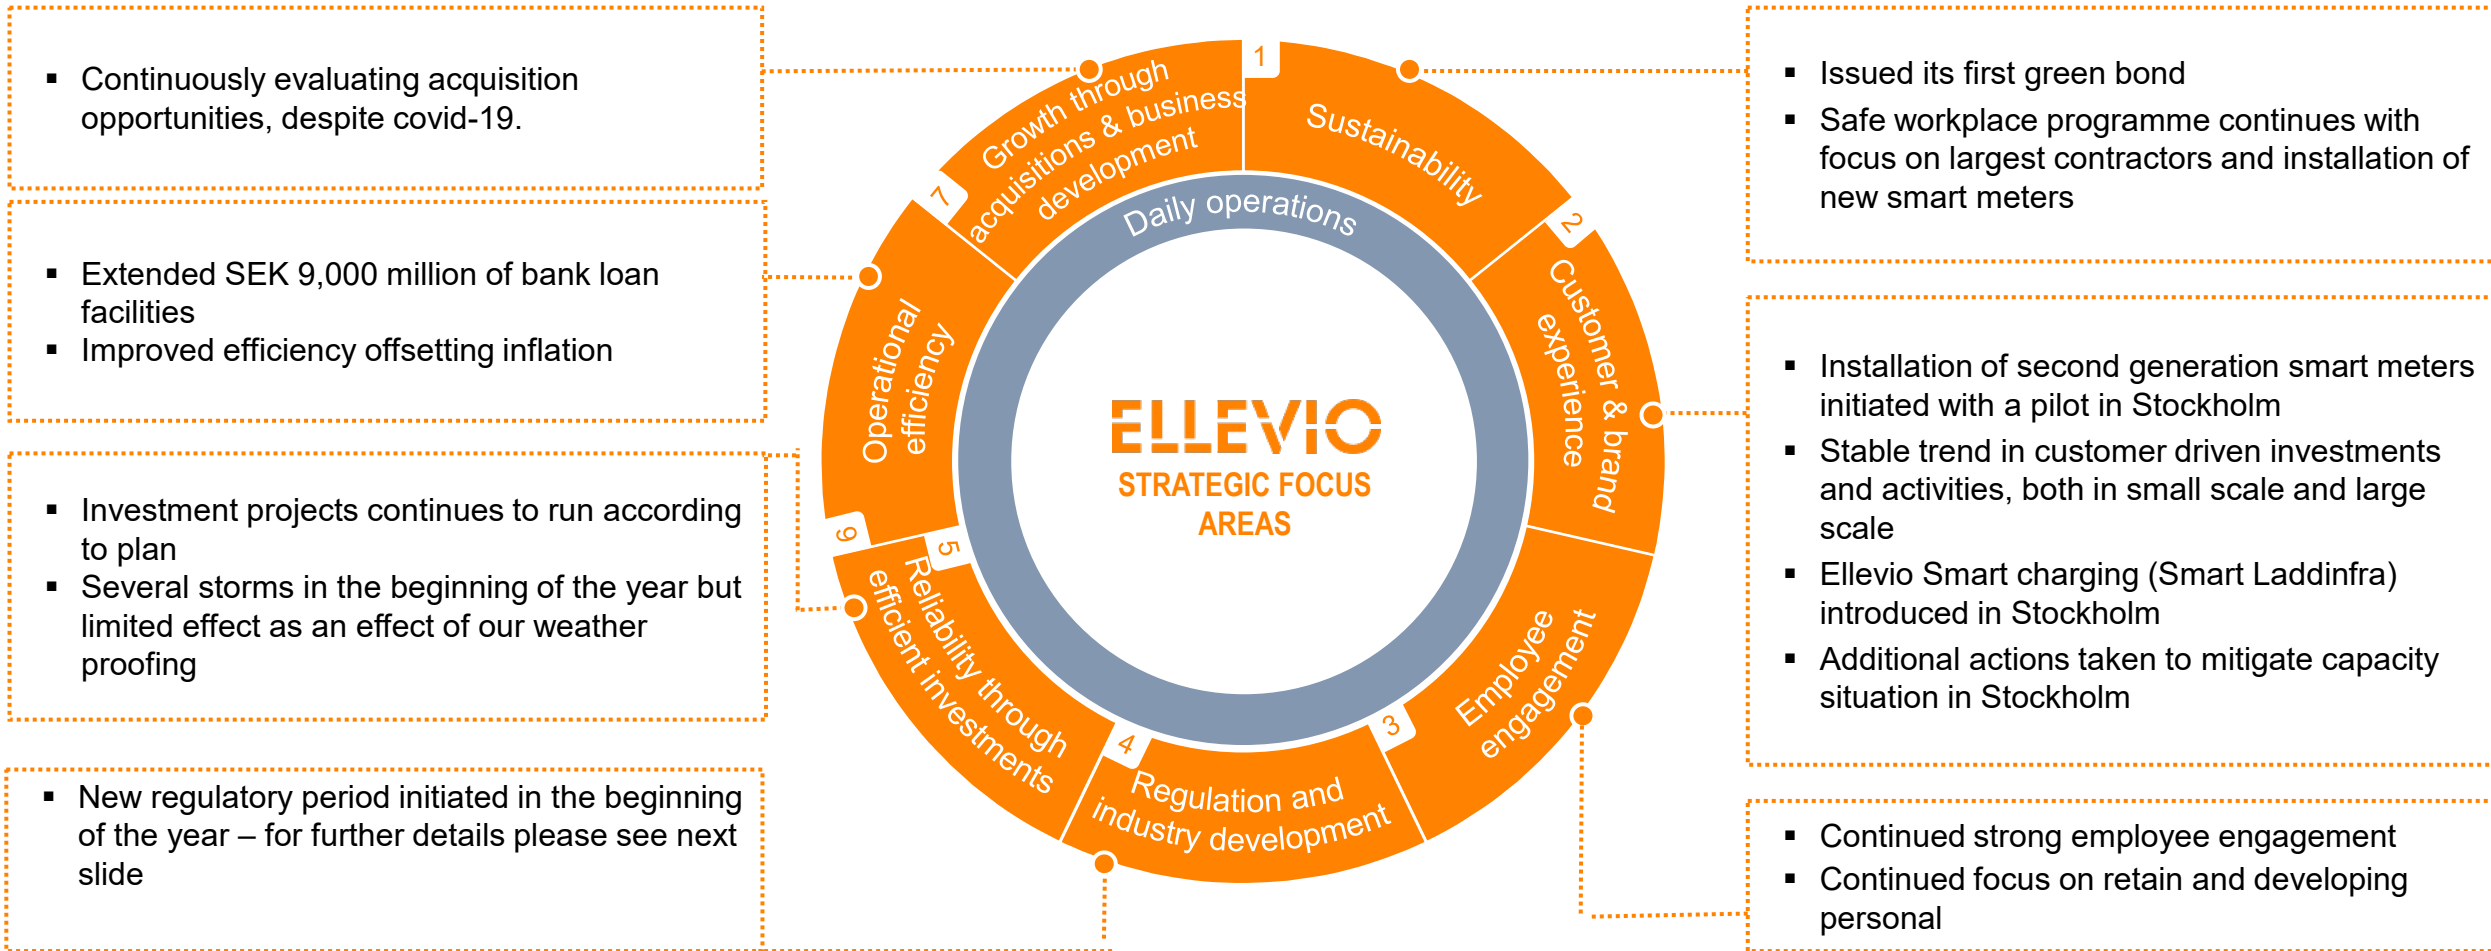 ▪ Continuously evaluating acquisition
opportunities, despite covid-19.
▪ Extended SEK 9,000 million of bank loan
facilities
▪ Improved efficiency offsetting inflation
▪ Investment projects continues to run according
to plan
▪ Several storms in the beginning of the year but
limited effect as an effect of our weather
proofing
▪ New regulatory period initiated in the beginning
of the year – for further details please see next
slide
1
Sustainability
2
Customer & brand
experience
3
Employee
engagement
4
Regulation and
industry development
5
Reliability through
efficient investments
6
Operational
efficiency
7
Growth through
acquisitions & business
development
Daily operations
ELLEVIO
STRATEGIC FOCUS
AREAS
▪ Issued its first green bond
▪ Safe workplace programme continues with
focus on largest contractors and installation of
new smart meters
▪ Installation of second generation smart meters
initiated with a pilot in Stockholm
▪ Stable trend in customer driven investments
and activities, both in small scale and large
scale
▪ Ellevio Smart charging (Smart Laddinfra)
introduced in Stockholm
▪ Additional actions taken to mitigate capacity
situation in Stockholm
▪ Continued strong employee engagement
▪ Continued focus on retain and developing
personal